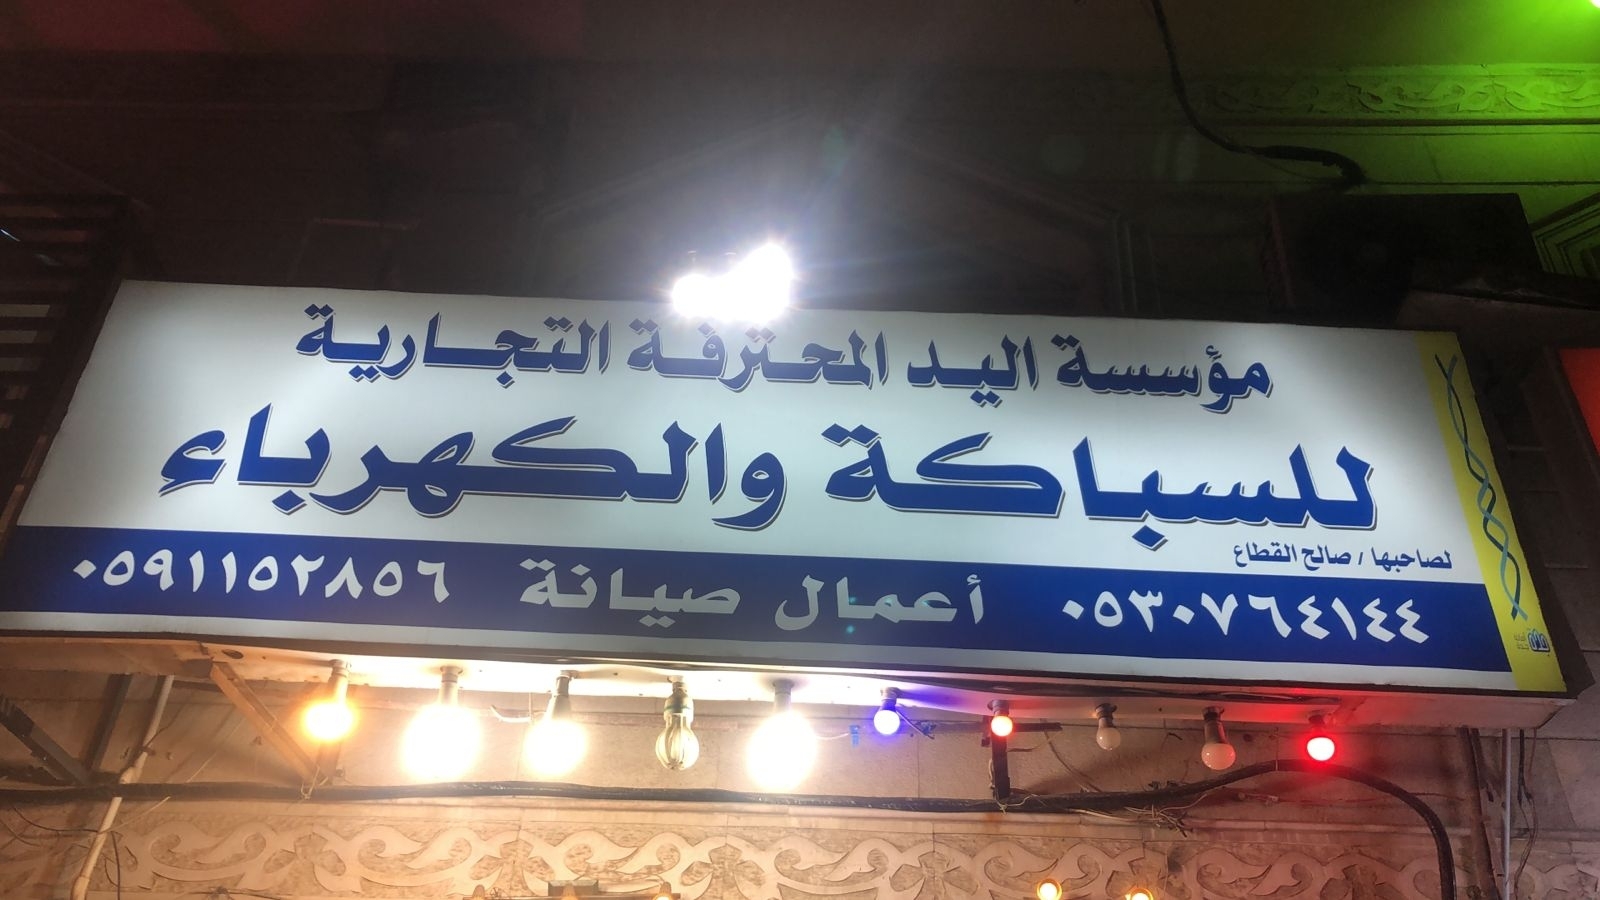 مؤسسة اليد المحترفة التجارية
للسباكة والكهرباء
لصاحبها / صالح القطاع
٠٥٣٠٧٦٤١٤٤ أعمال صيانة ٠٥٩١١٥٢٨٥٦